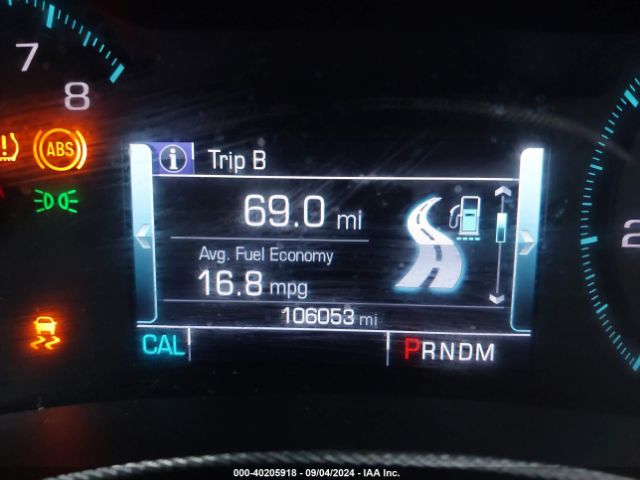 7
8
ABS
i Trip B
69.0 mi
Avg. Fuel Economy
16.8 mpg
106053 mi
CAL PRNDM
2
000-40205918 - 09/04/2024 - IAA Inc.